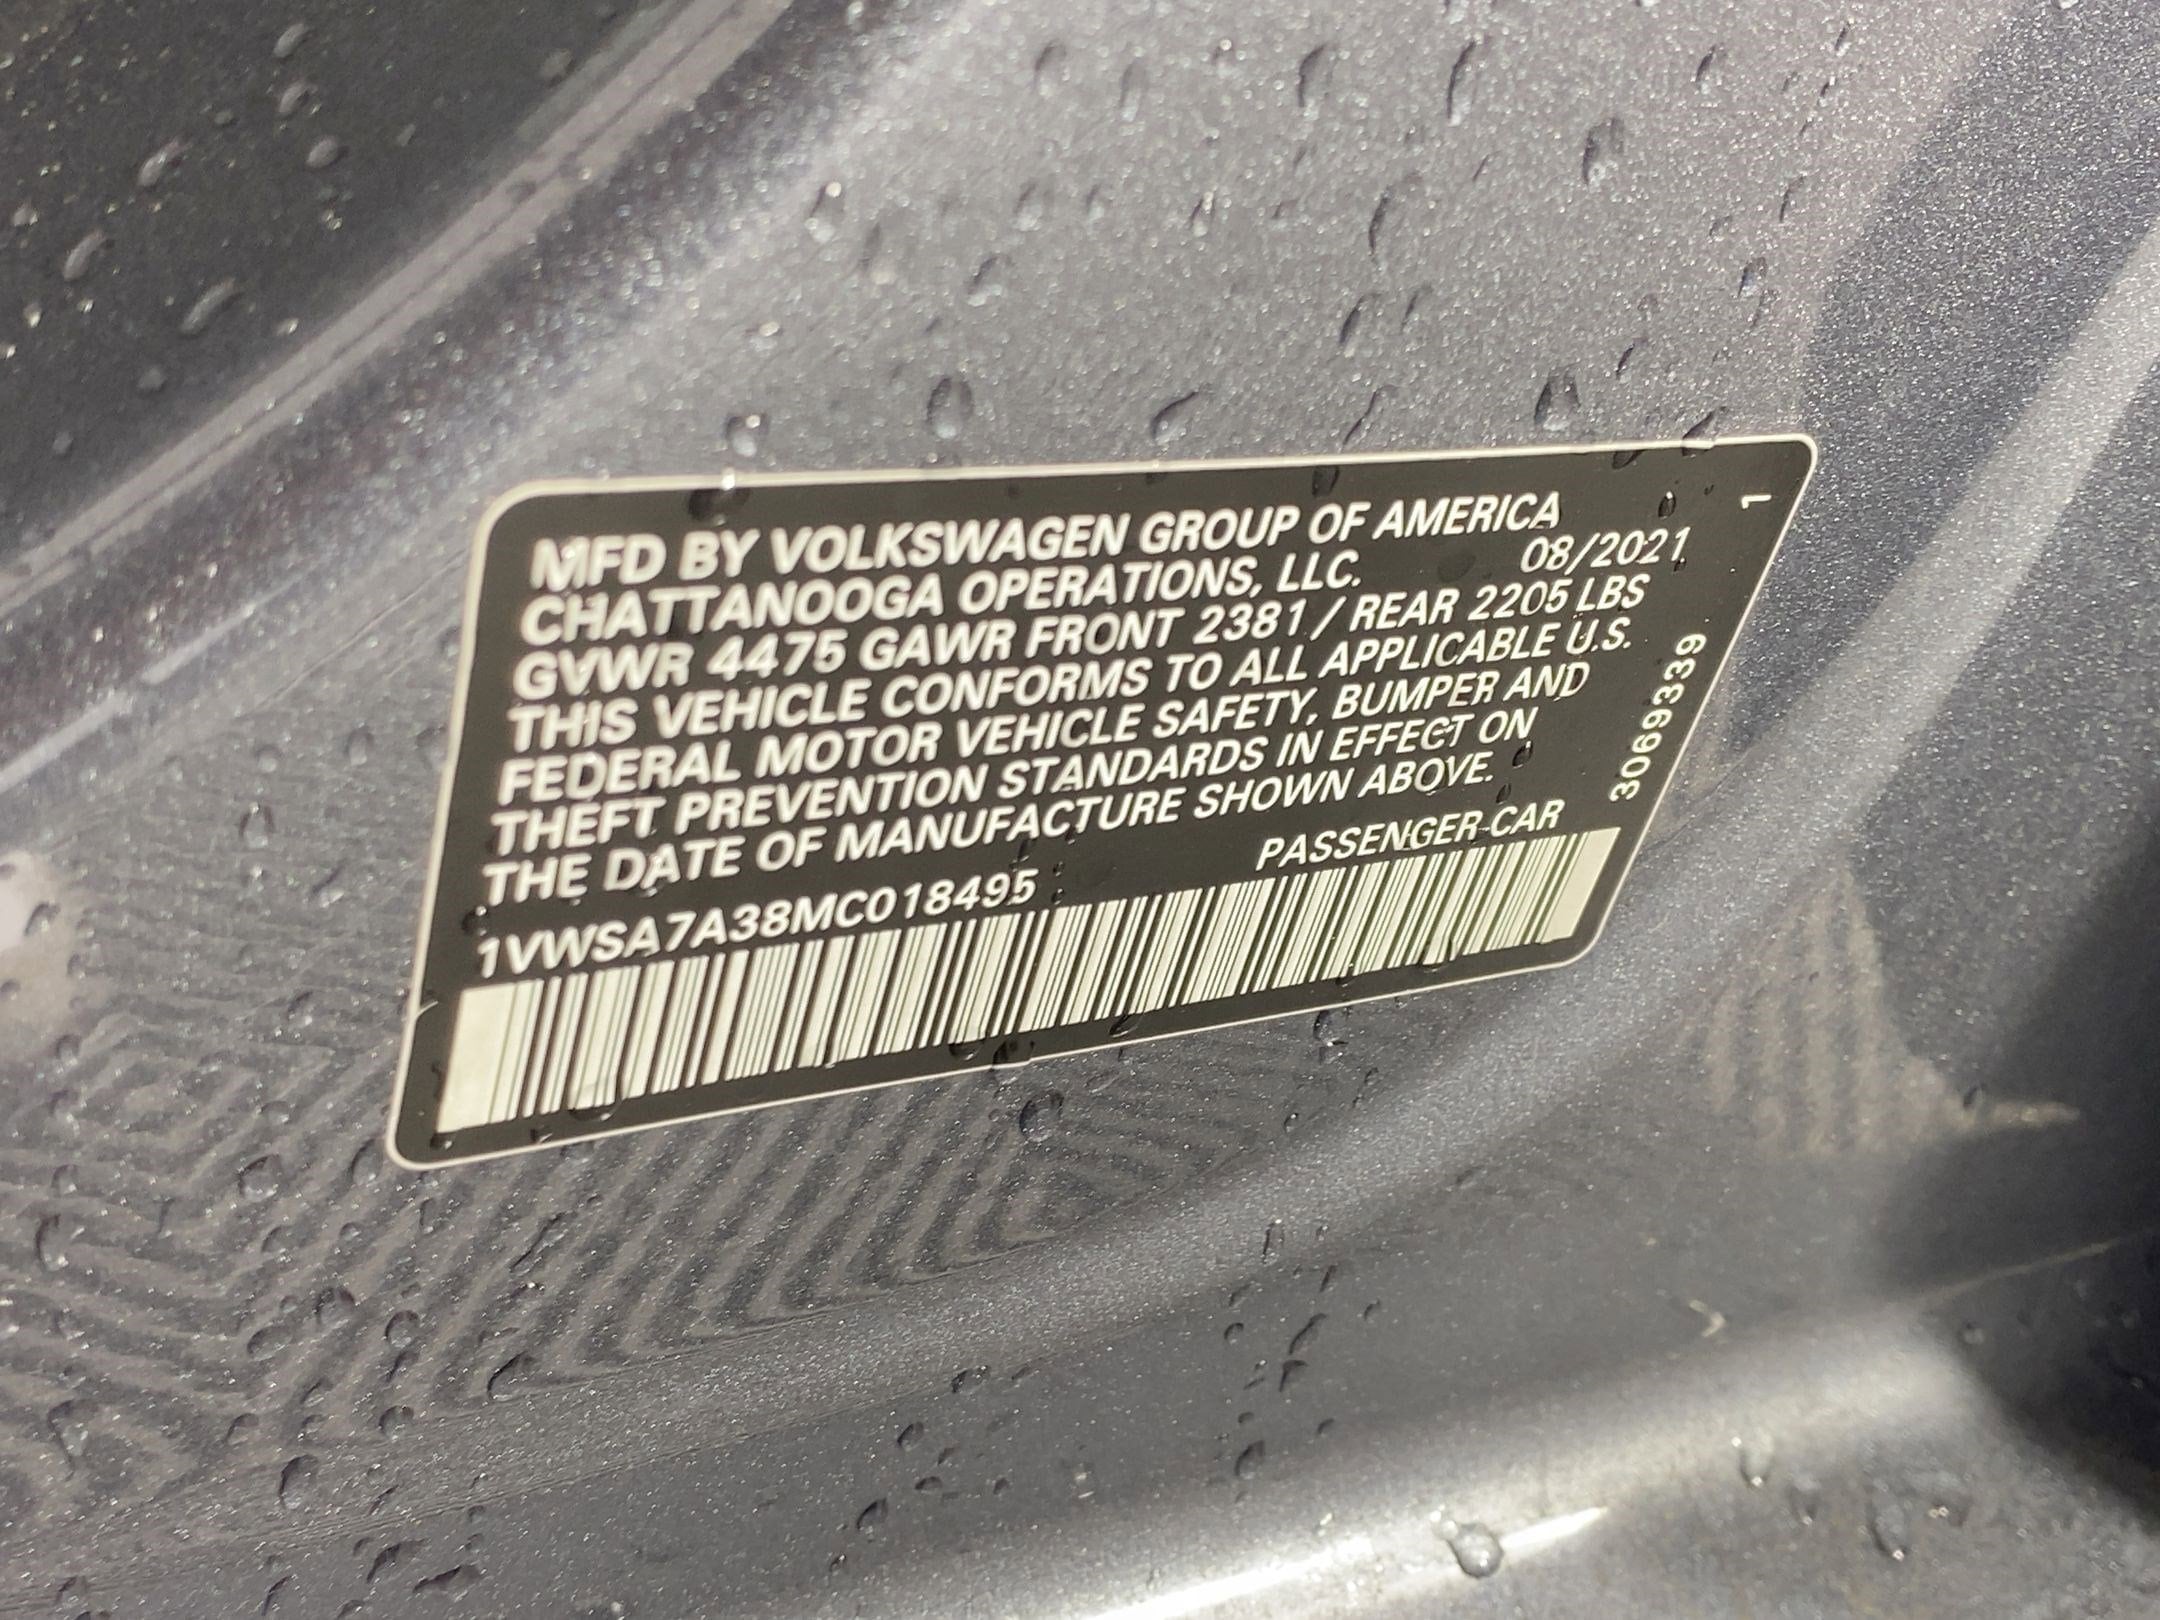 MFD BY VOLKSWAGEN GROUP OF AMERICA
CHATTANOOGA OPERATIONS, LLC. 08/2021
GVWR 4475 GAWR FRONT 2381 / REAR 2205 LBS
THIS VEHICLE CONFORMS TO ALL APPLICABLE U.S.
FEDERAL MOTOR VEHICLE SAFETY, BUMPER AND
THEFT PREVENTION STANDARDS IN EFFECT ON
THE DATE OF MANUFACTURE SHOWN ABOVE.
PASSENGER CAR
1VWSA7A38MC018495
3069339
1